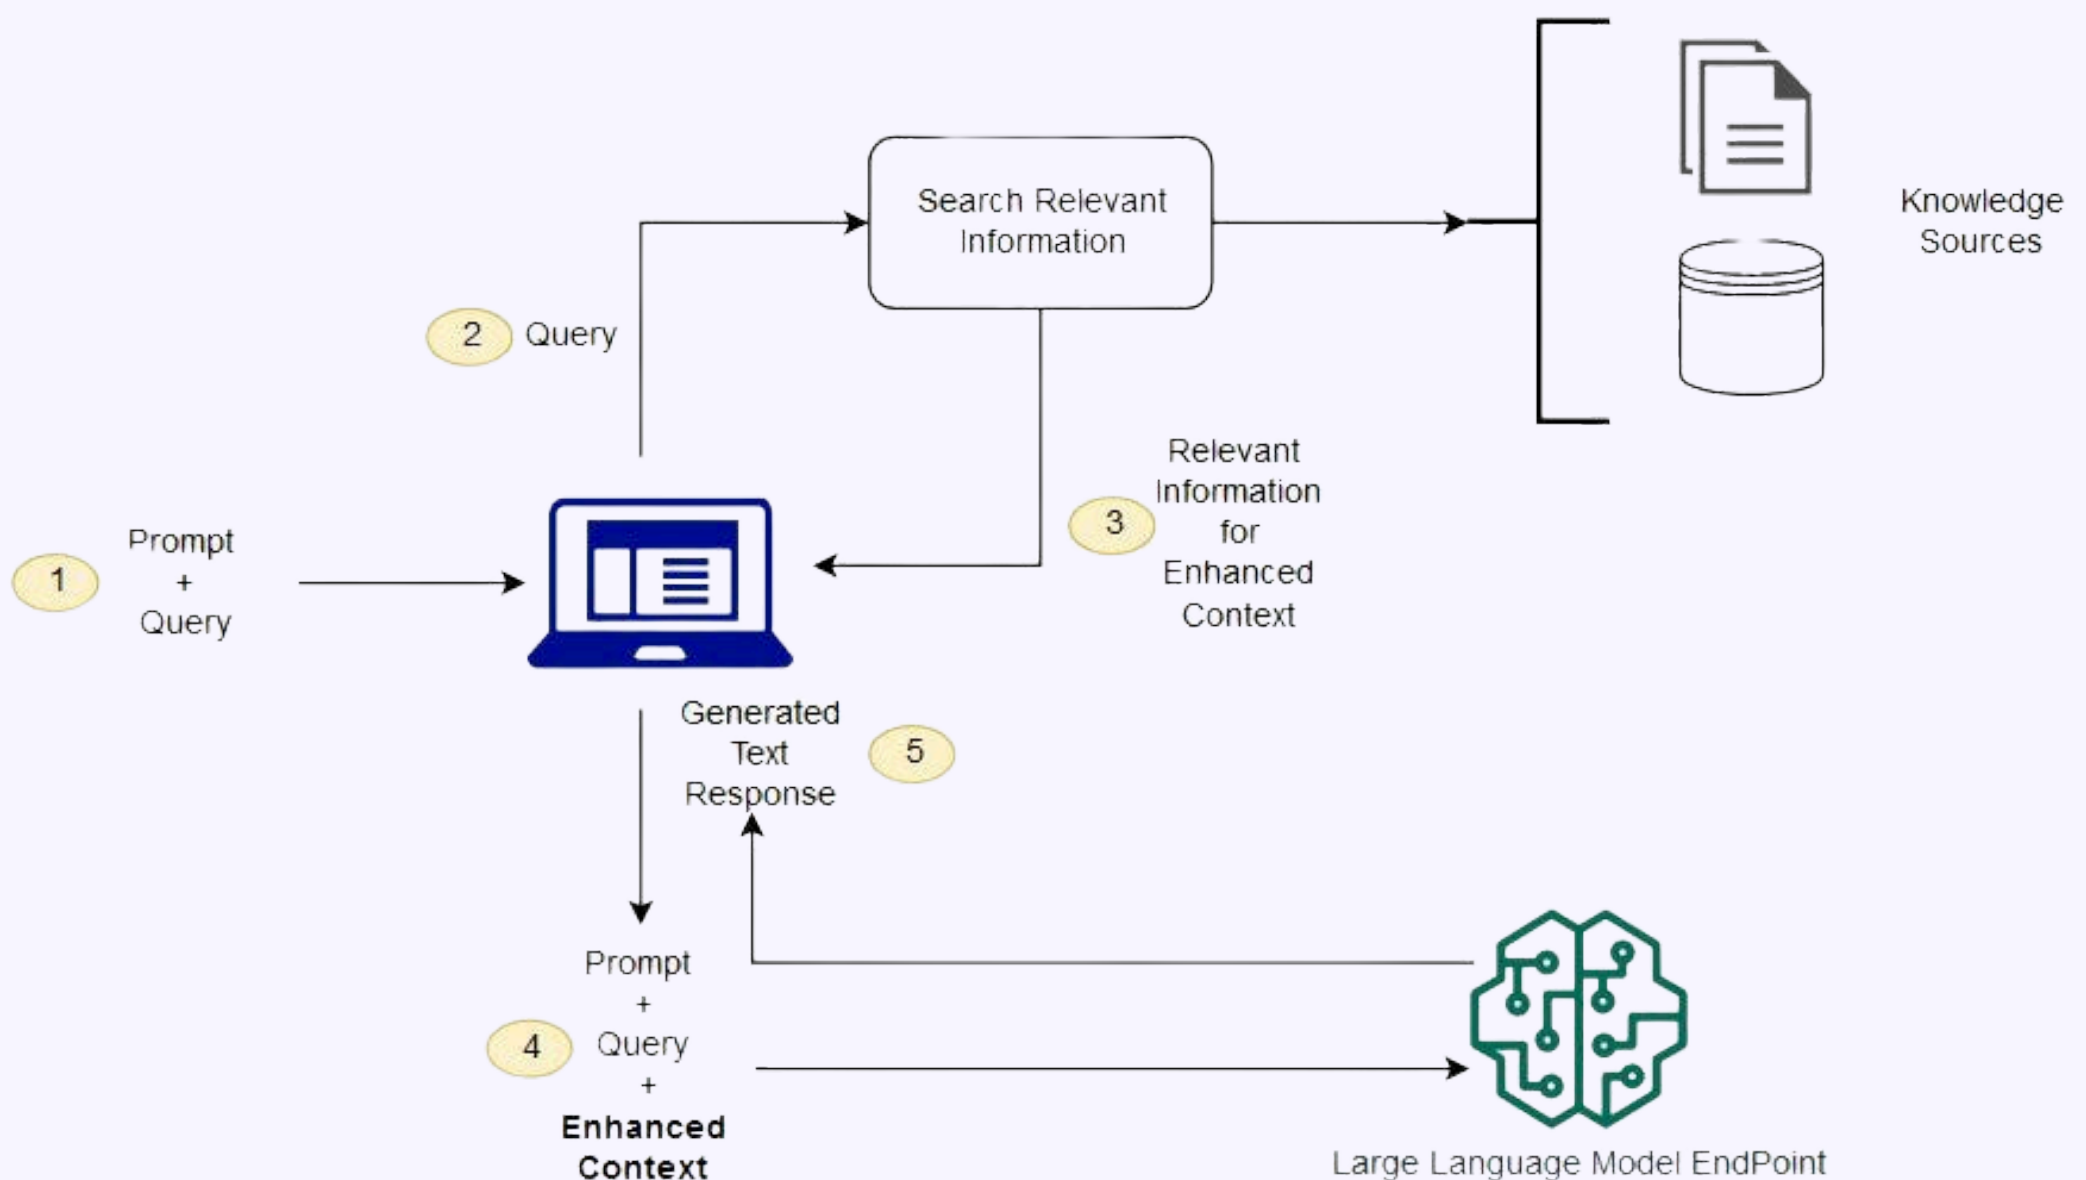 Search Relevant
Information
Knowledge
Sources
2
Query
Relevant
Information
for
Enhanced
Context
3
1
Prompt
+
Query
Generated
Text
Response
5
Prompt
+
Query
+
Enhanced
Context
4
Large Language Model EndPoint